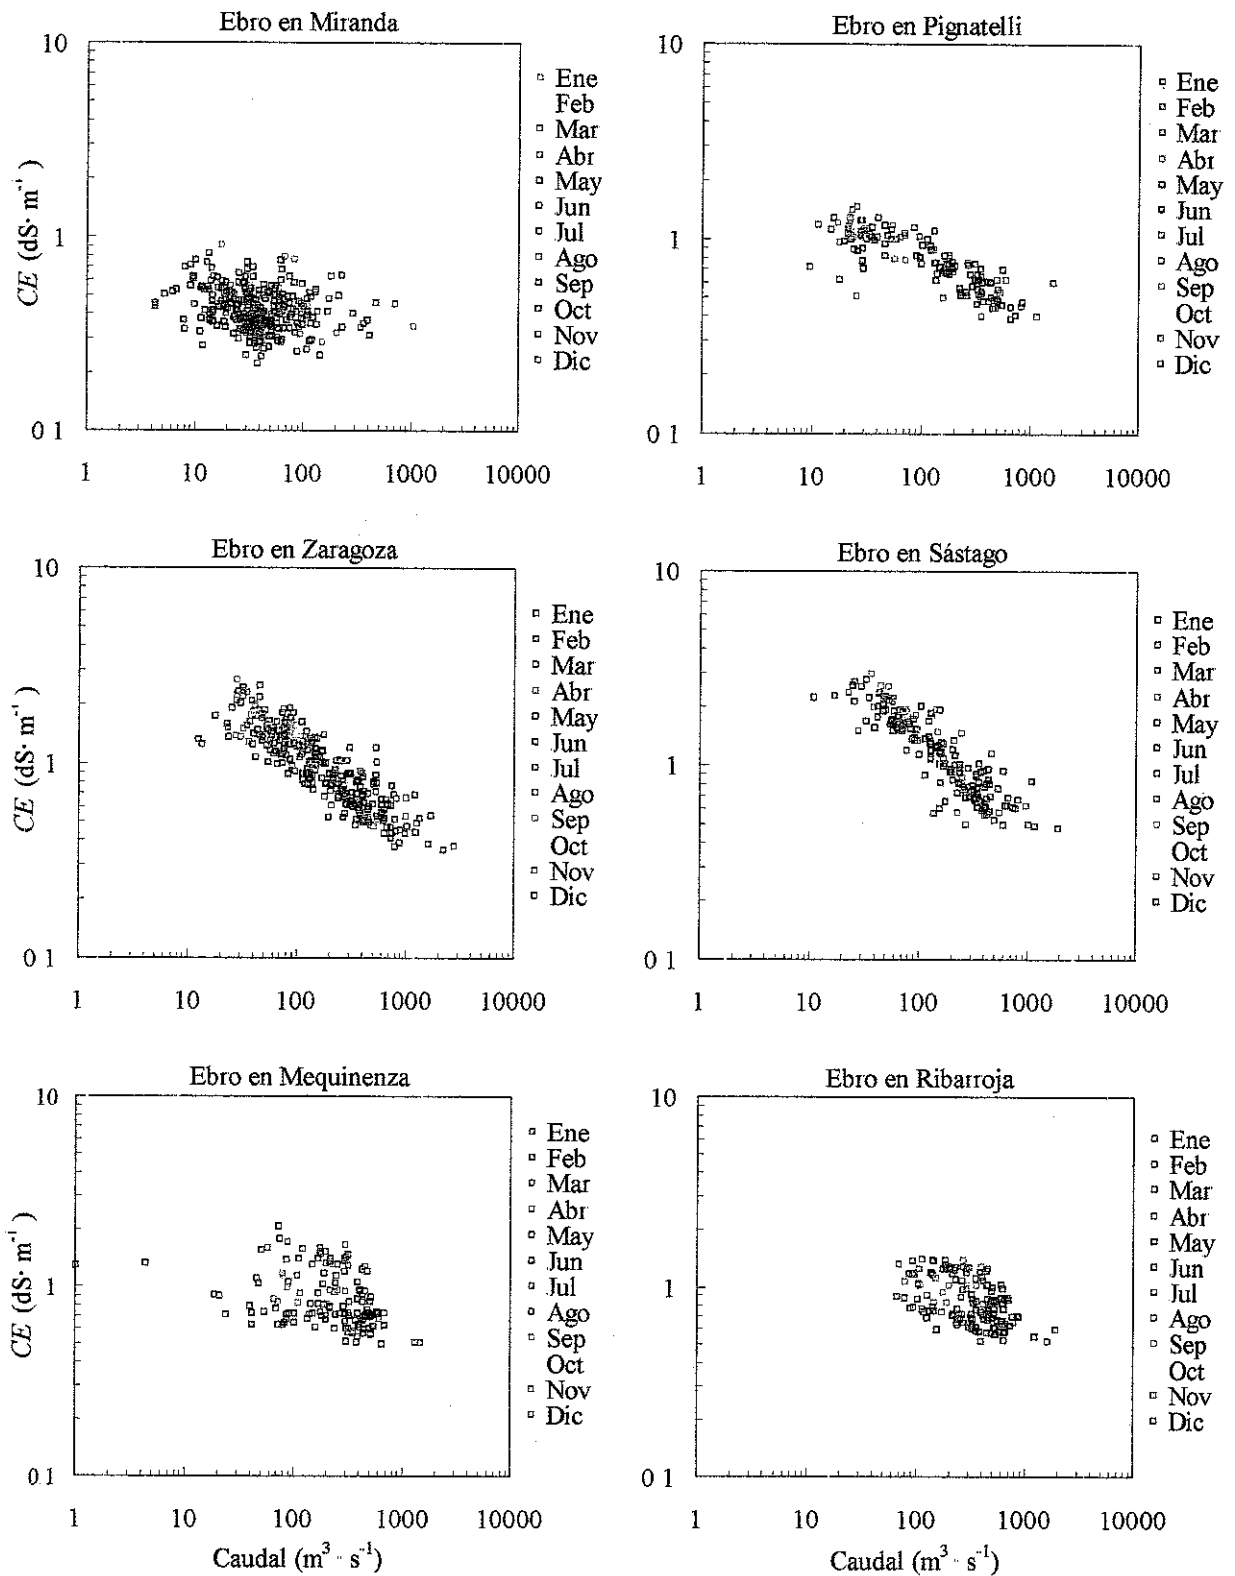 Ebro en Miranda
10
1
0 1
CE (dS· m⁻¹ )
1 10 100 1000 10000
Ene
Feb
Mar
Abr
May
Jun
Jul
Ago
Sep
Oct
Nov
Dic
Ebro en Pignatelli
10
1
0 1
1 10 100 1000 10000
Ene
Feb
Mar
Abr
May
Jun
Jul
Ago
Sep
Oct
Nov
Dic
Ebro en Zaragoza
10
1
0 1
CE (dS· m⁻¹ )
1 10 100 1000 10000
Ene
Feb
Mar
Abr
May
Jun
Jul
Ago
Sep
Oct
Nov
Dic
Ebro en Sástago
10
1
0 1
1 10 100 1000 10000
Ene
Feb
Mar
Abr
May
Jun
Jul
Ago
Sep
Oct
Nov
Dic
Ebro en Mequinenza
10
1
0.1
CE (dS· m⁻¹ )
1 10 100 1000 10000
Caudal (m³ · s⁻¹)
Ene
Feb
Mar
Abr
May
Jun
Jul
Ago
Sep
Oct
Nov
Dic
Ebro en Ribarroja
10
1
0 1
1 10 100 1000 10000
Caudal (m³ · s⁻¹)
Ene
Feb
Mar
Abr
May
Jun
Jul
Ago
Sep
Oct
Nov
Dic